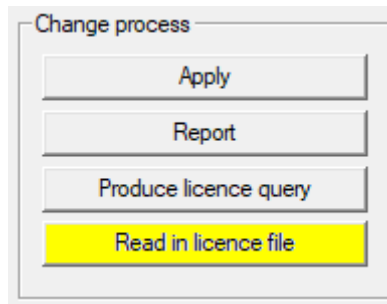 Change process
Apply
Report
Produce licence query
Read in licence file